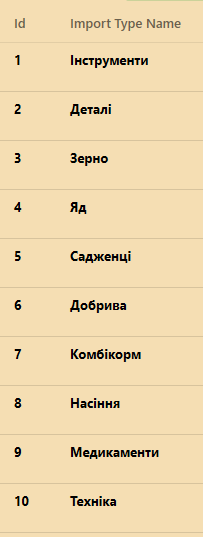 Id Import Type Name
1 Інструменти
2 Деталі
3 Зерно
4 Яд
5 Садженці
6 Добрива
7 Комбікорм
8 Насіння
9 Медикаменти
10 Техніка